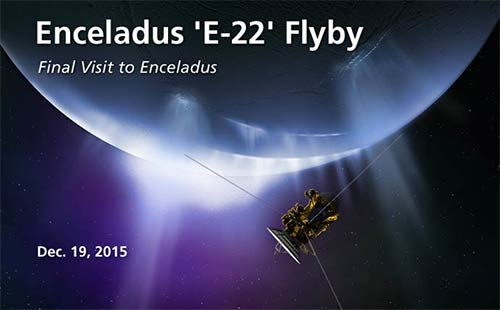 Enceladus 'E-22' Flyby
Final Visit to Enceladus
Dec. 19, 2015